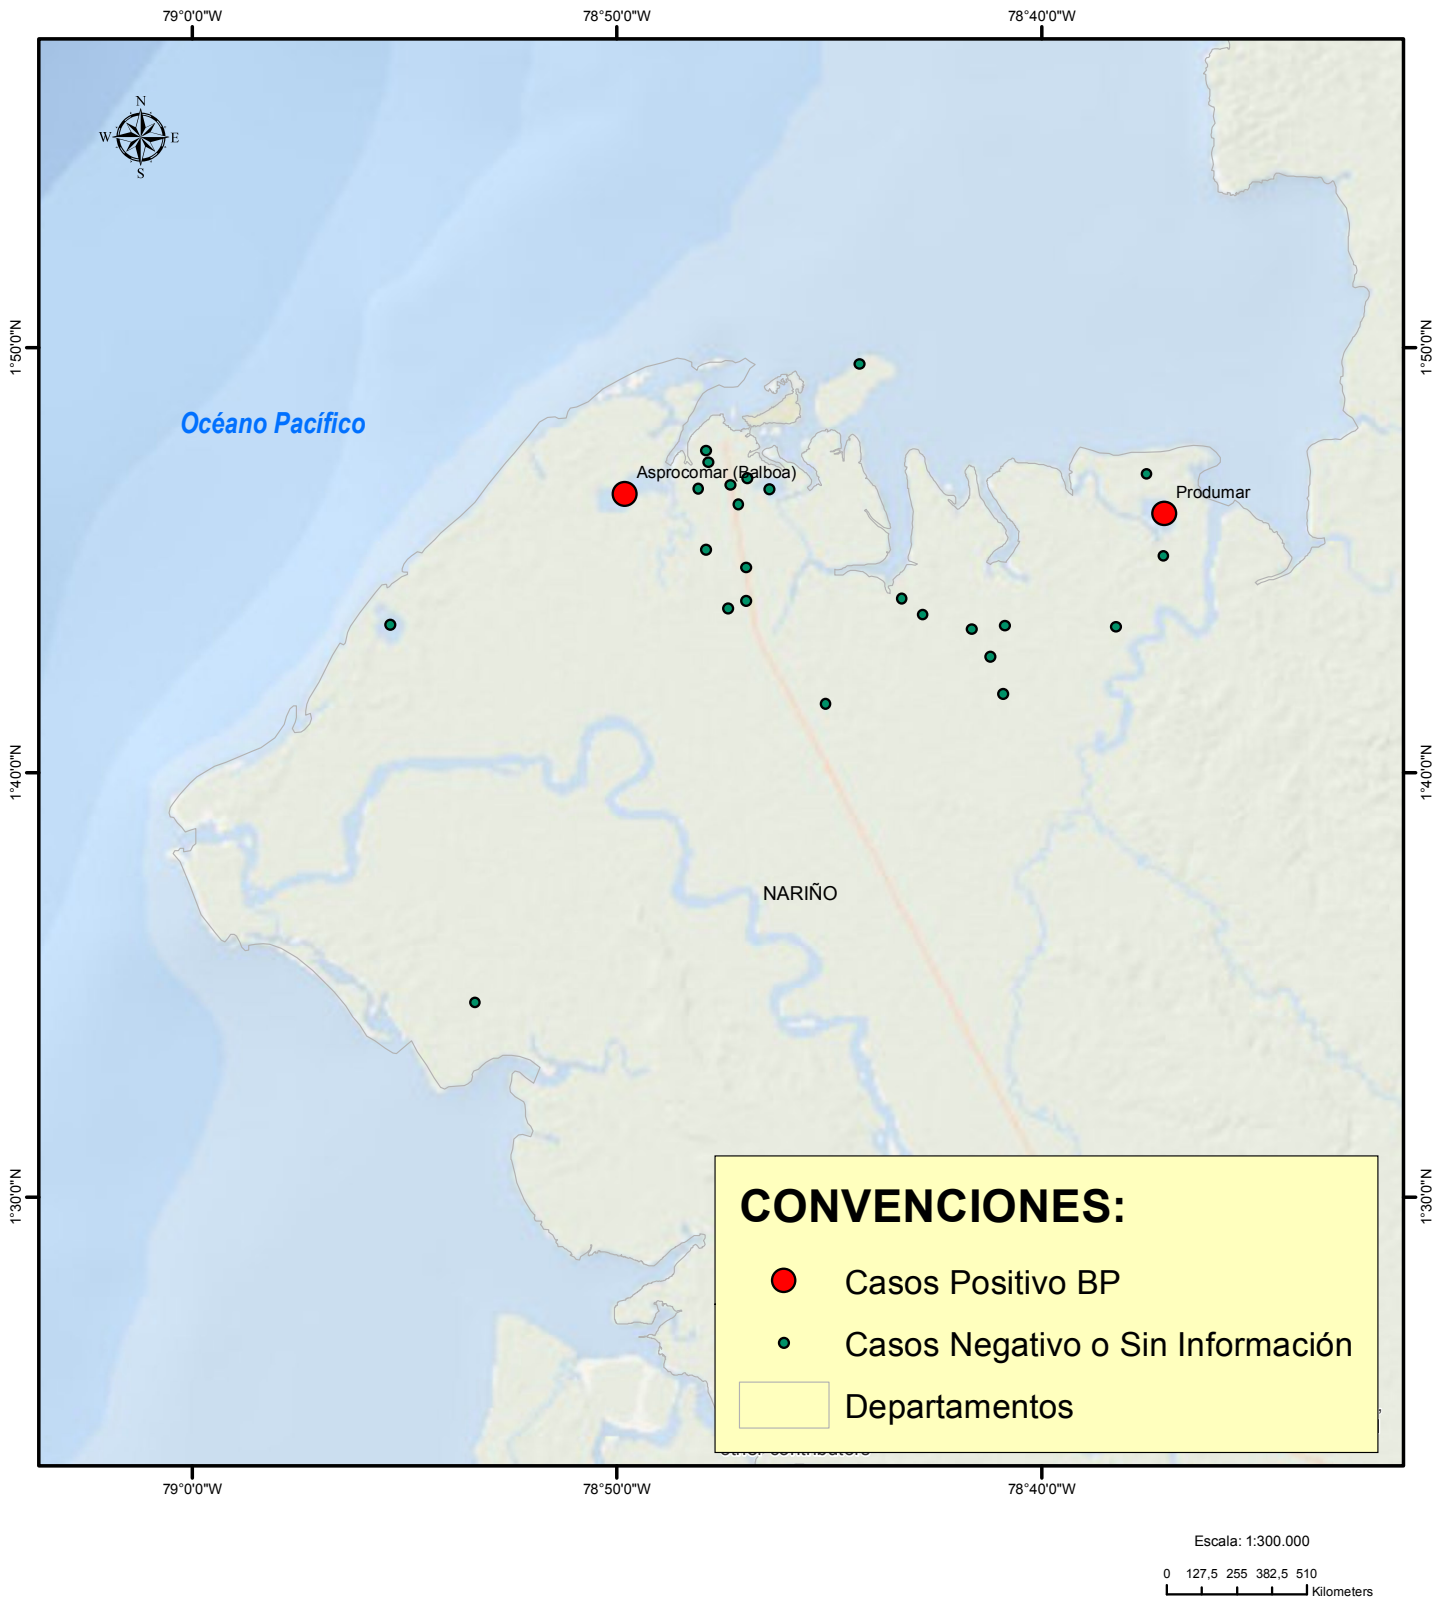 79°0'0"W 78°50'0"W 78°40'0"W
N
W E
S
1°50'0"N 1°50'0"N
Océano Pacífico
Asprocomar (Balboa)
Produmar
1°40'0"N 1°40'0"N
NARIÑO
1°30'0"N 1°30'0"N
CONVENCIONES:
Casos Positivo BP
Casos Negativo o Sin Información
Departamentos
79°0'0"W 78°50'0"W 78°40'0"W
Escala: 1:300.000
0 127,5 255 382,5 510
Kilometers